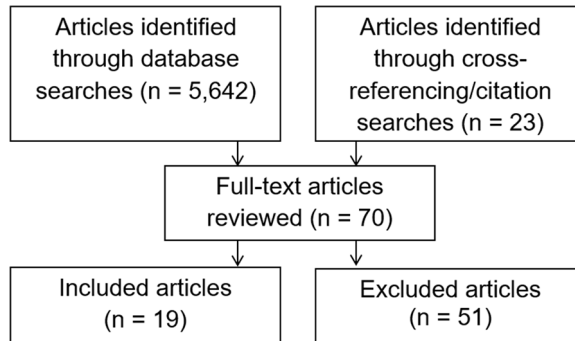 Articles identified
through database
searches (n = 5,642)
Articles identified
through cross-
referencing/citation
searches (n = 23)
Full-text articles
reviewed (n = 70)
Included articles
(n = 19)
Excluded articles
(n = 51)